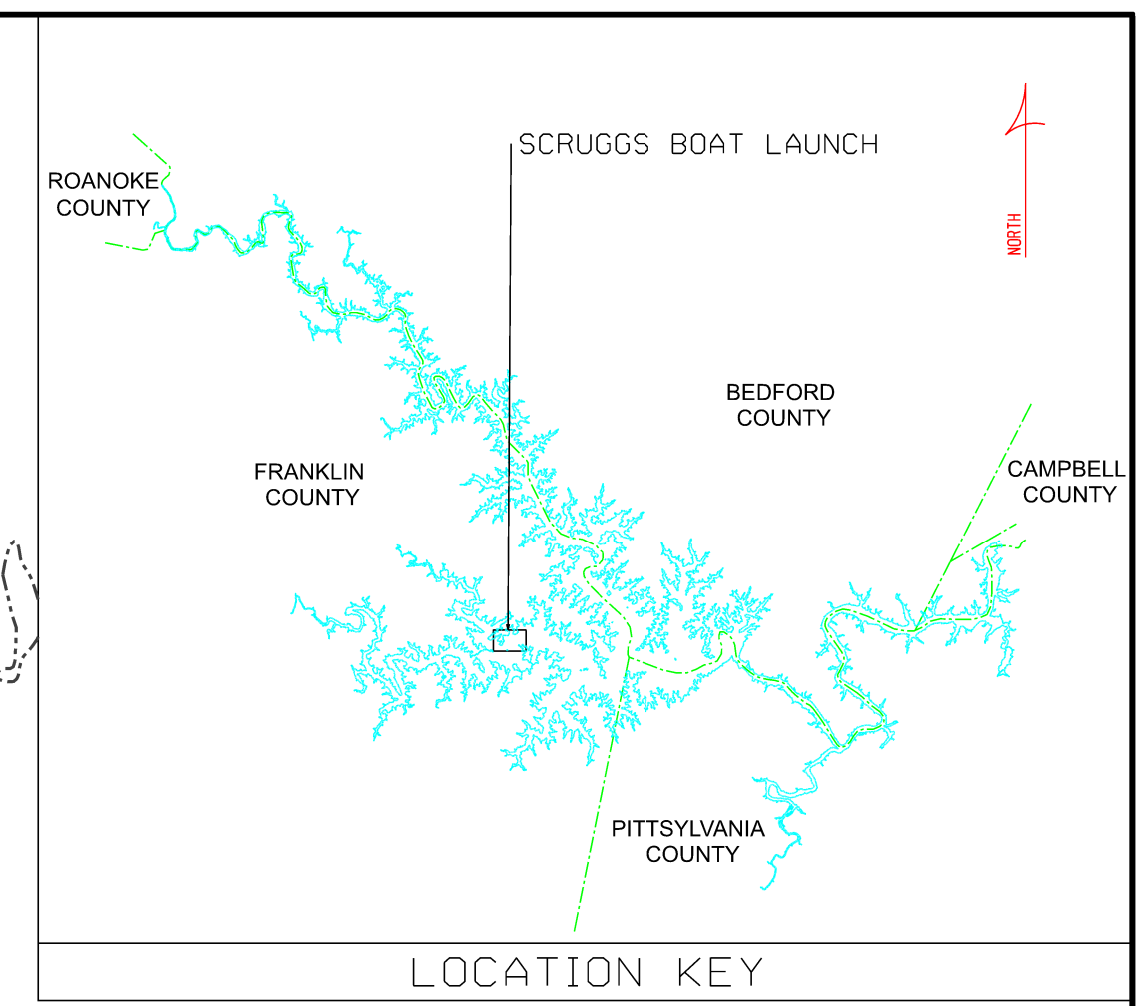 SCRUGGS BOAT LAUNCH
ROANOKE
COUNTY
NORTH
BEDFORD
COUNTY
FRANKLIN
COUNTY
CAMPBELL
COUNTY
PITTSYLVANIA
COUNTY
LOCATION KEY